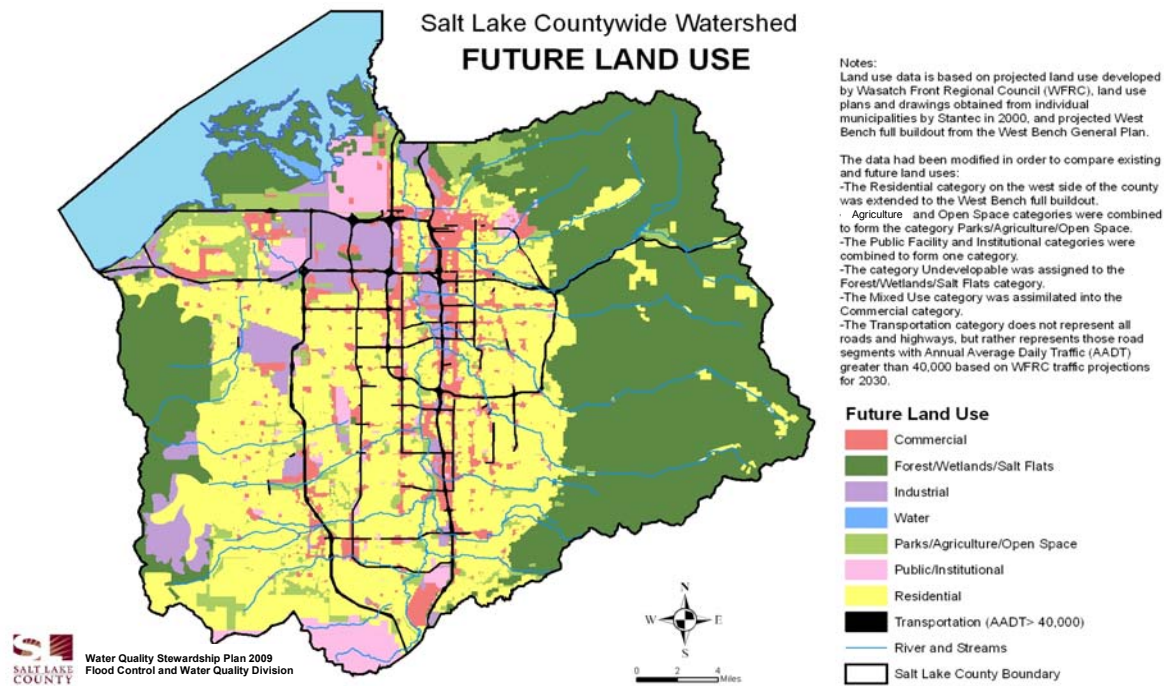 Salt Lake Countywide Watershed
FUTURE LAND USE
Notes:
Land use data is based on projected land use developed
by Wasatch Front Regional Council (WFRC), land use
plans and drawings obtained from individual
municipalities by Stantec in 2000, and projected West
Bench full buildout from the West Bench General Plan.
The data had been modified in order to compare existing
and future land uses:
-The Residential category on the west side of the county
was extended to the West Bench full buildout.
- Agriculture and Open Space categories were combined
to form the category Parks/Agriculture/Open Space.
-The Public Facility and Institutional categories were
combined to form one category.
-The category Undevelopable was assigned to the
Forest/Wetlands/Salt Flats category.
-The Mixed Use category was assimilated into the
Commercial category.
-The Transportation category does not represent all
roads and highways, but rather represents those road
segments with Annual Average Daily Traffic (AADT)
greater than 40,000 based on WFRC traffic projections
for 2030.
Future Land Use
Commercial
Forest/Wetlands/Salt Flats
Industrial
Water
Parks/Agriculture/Open Space
Public/Institutional
Residential
Transportation (AADT> 40,000)
River and Streams
Salt Lake County Boundary
N
W E
S
0 2 4
Miles
SL
SALT LAKE
COUNTY
Water Quality Stewardship Plan 2009
Flood Control and Water Quality Division